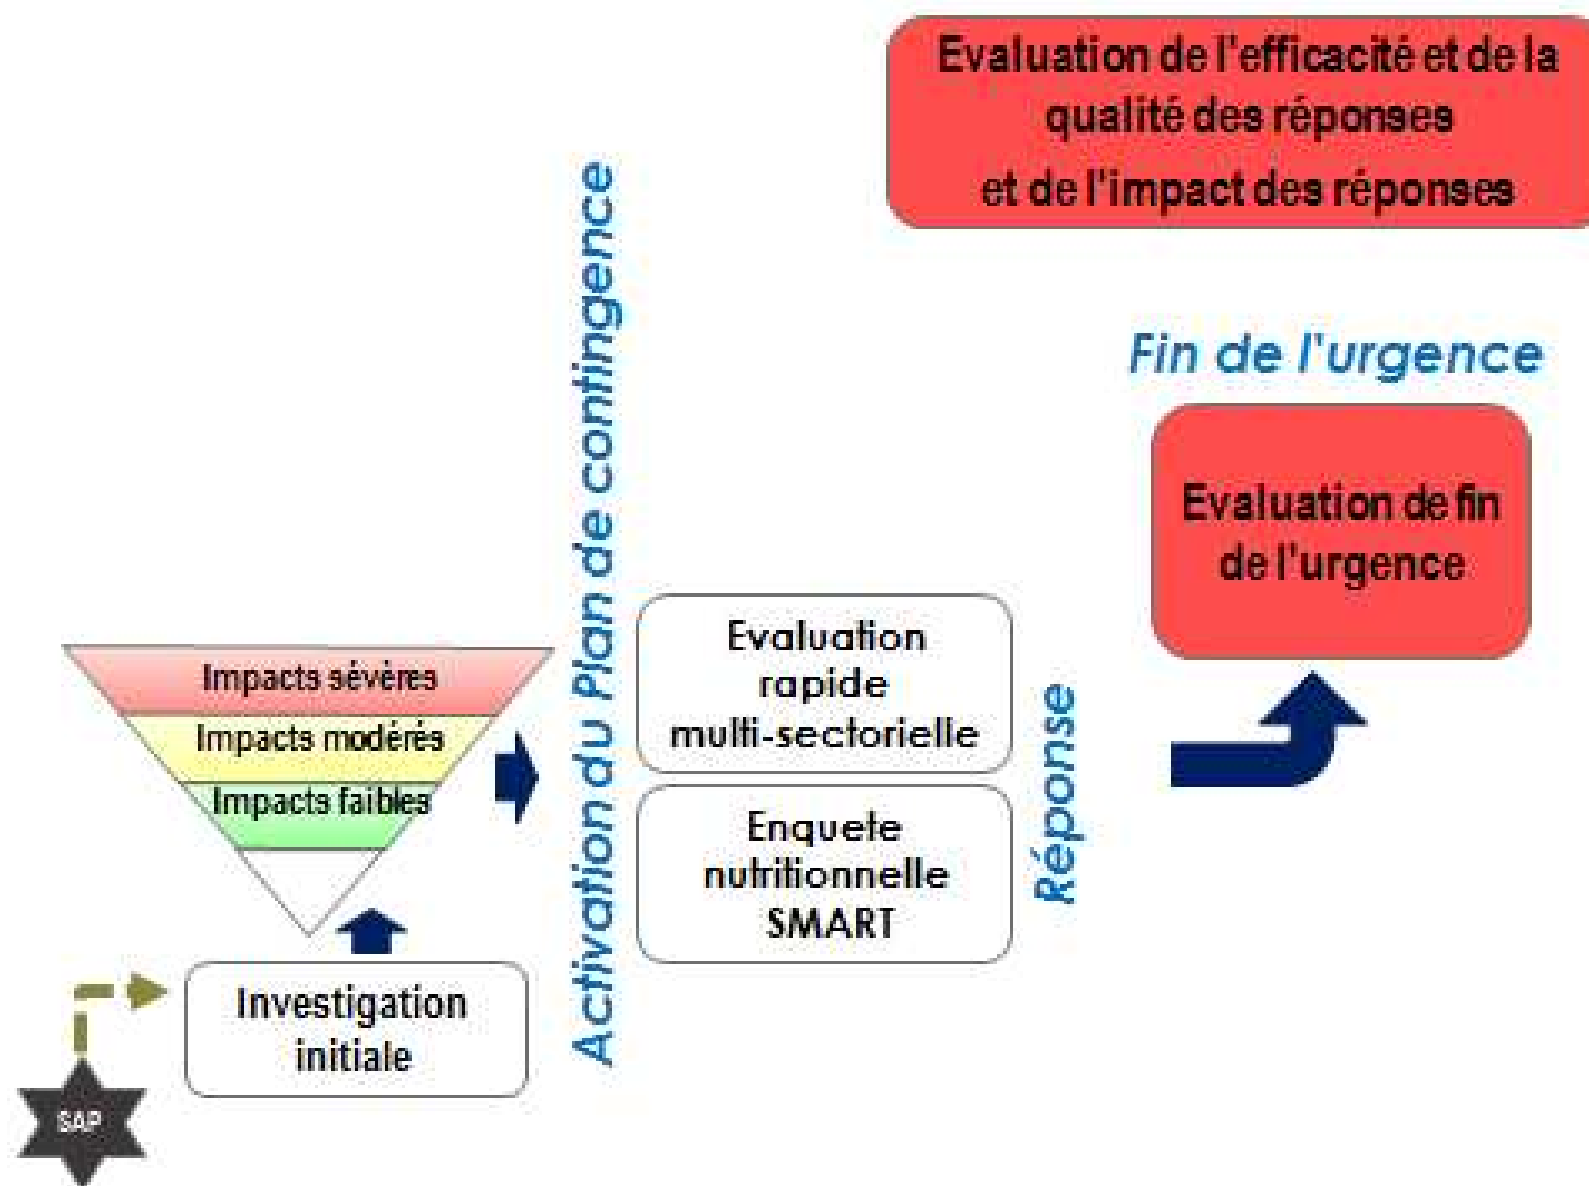 Evaluation de l'efficacité et de la
qualité des réponses
et de l'impact des réponses
Fin de l'urgence
Evaluation de fin
de l'urgence
Activation du Plan de contingence
Impacts sévères
Impacts modérés
Impacts faibles
Evaluation
rapide
multi-sectorielle
Enquete
nutritionnelle
SMART
Réponse
Investigation
initiale
SAP